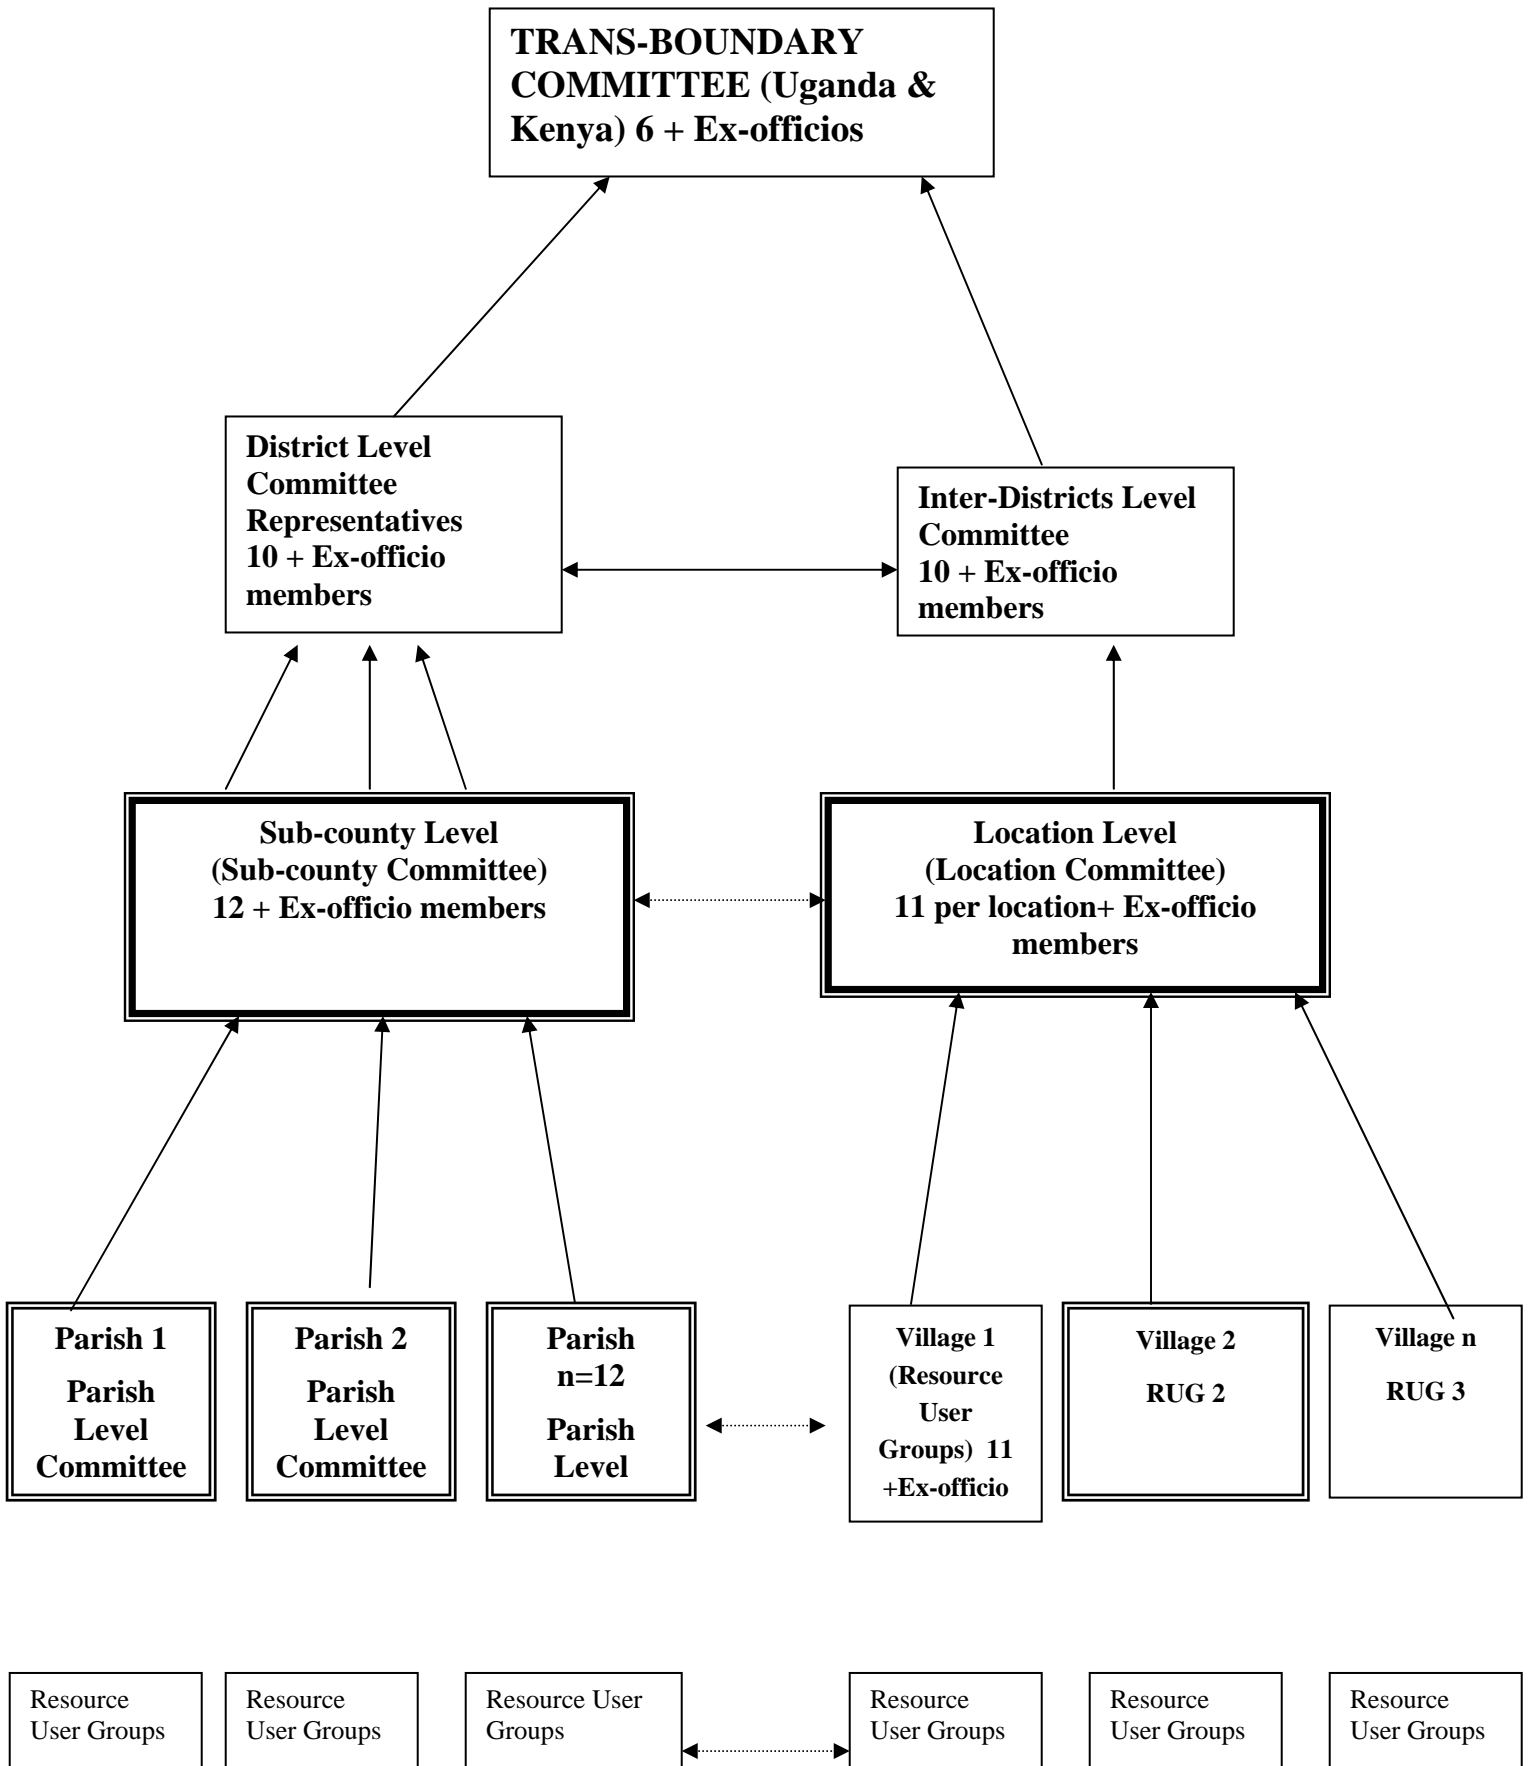 TRANS-BOUNDARY
COMMITTEE (Uganda &
Kenya) 6 + Ex-officios
District Level
Committee
Representatives
10 + Ex-officio
members
Inter-Districts Level
Committee
10 + Ex-officio
members
Sub-county Level
(Sub-county Committee)
12 + Ex-officio members
Location Level
(Location Committee)
11 per location+ Ex-officio
members
Parish 1
Parish
Level
Committee
Parish 2
Parish
Level
Committee
Parish
n=12
Parish
Level
Village 1
(Resource
User
Groups) 11
+Ex-officio
Village 2
RUG 2
Village n
RUG 3
Resource
User Groups
Resource
User Groups
Resource User
Groups
Resource
User Groups
Resource
User Groups
Resource
User Groups